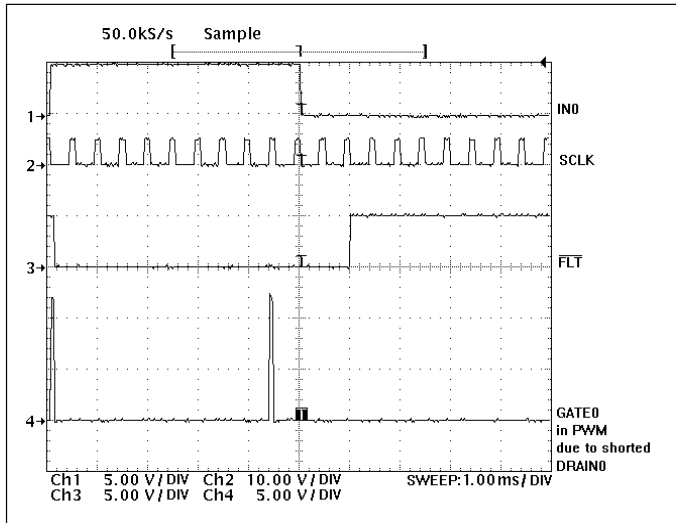 50.0kS/s Sample
1 IN0
2 SCLK
3 FLT
T
4 GATE0
in PWM
due to shorted
DRAIN0
Ch1 5.00 V/DIV Ch2 10.00 V/DIV SWEEP:1.00ms/DIV
Ch3 5.00 V/DIV Ch4 5.00 V/DIV